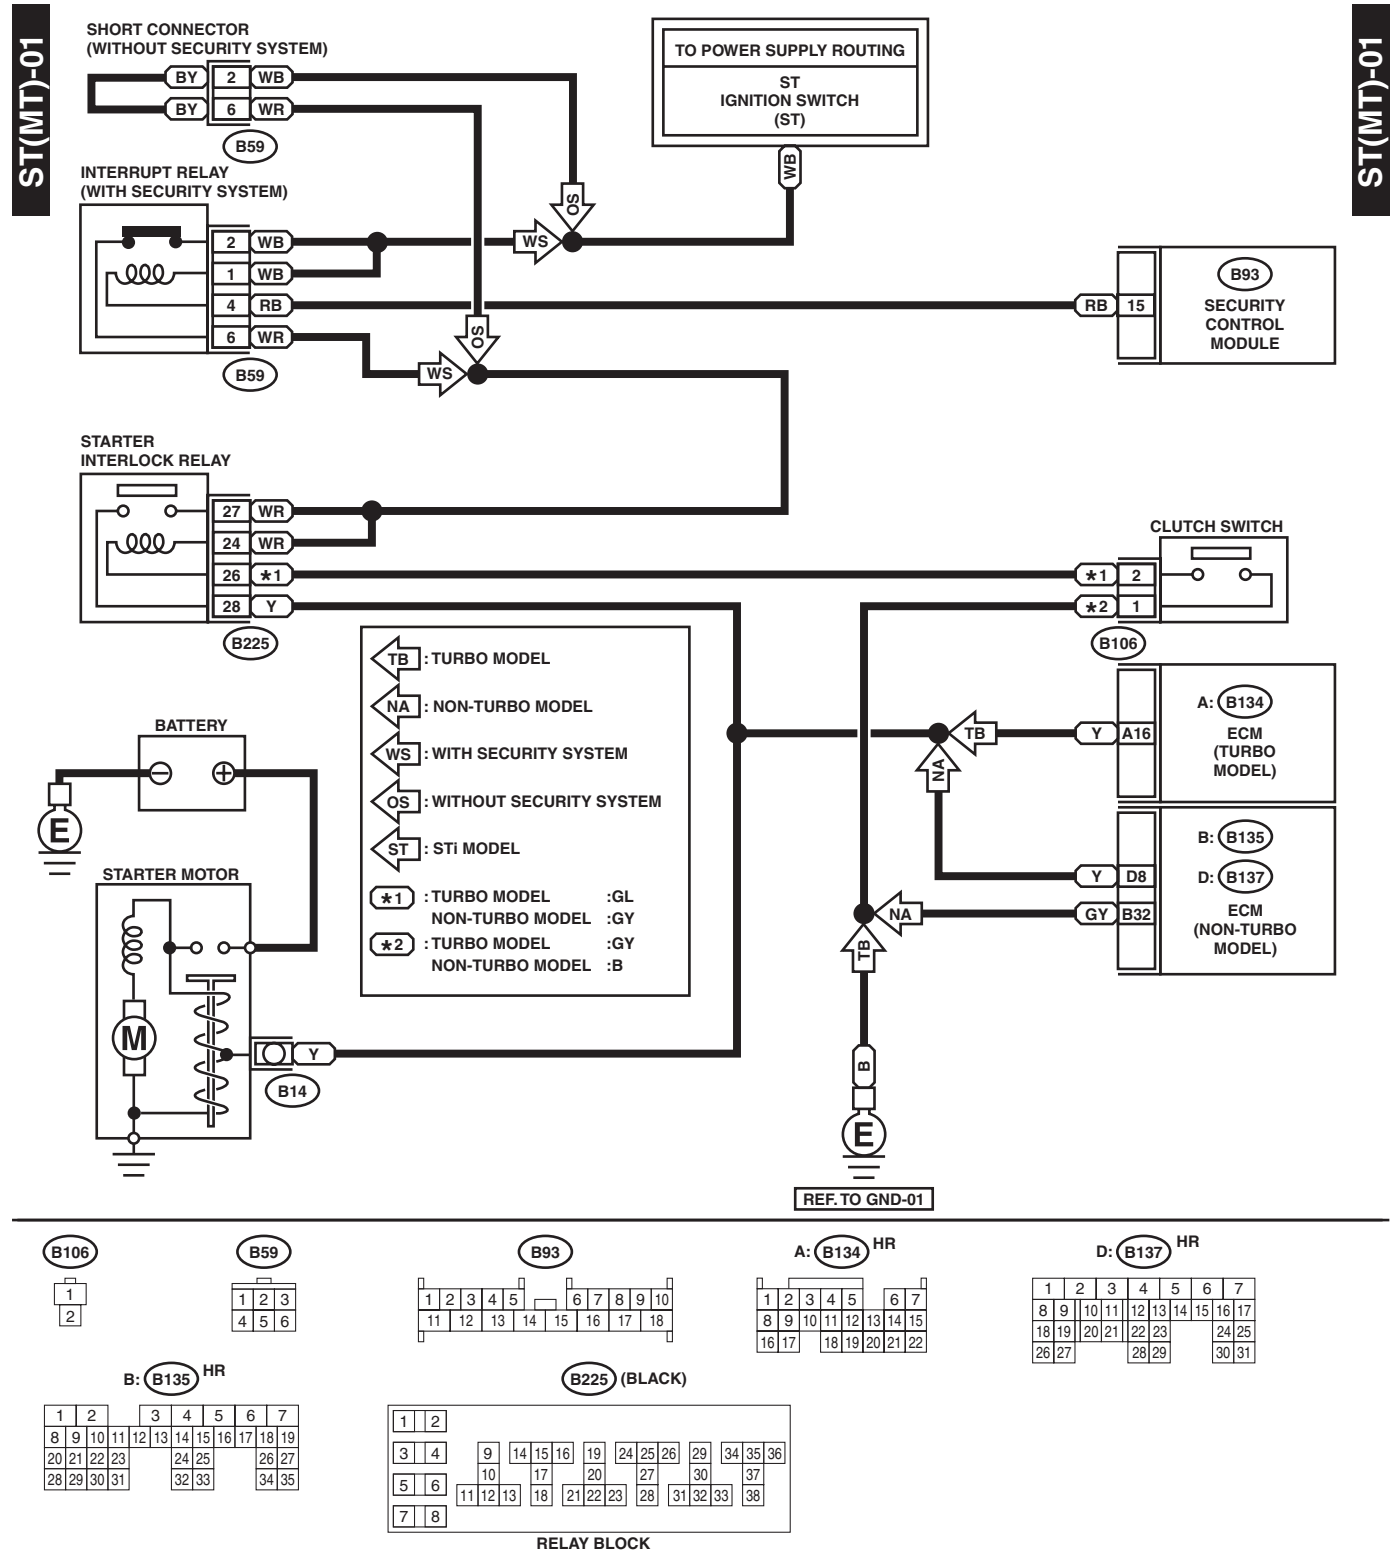 ST(MT)-01
ST(MT)-01
SHORT CONNECTOR
(WITHOUT SECURITY SYSTEM)
BY 2 WB
BY 6 WR
B59
TO POWER SUPPLY ROUTING
ST
IGNITION SWITCH
(ST)
WB
INTERRUPT RELAY
(WITH SECURITY SYSTEM)
OS
2 WB
WS
1 WB
4 RB
RB 15
6 WR
B59
OS
WS
B93
SECURITY
CONTROL
MODULE
STARTER
INTERLOCK RELAY
27 WR
24 WR
26 *1
28 Y
B225
CLUTCH SWITCH
*1 2
*2 1
B106
TB : TURBO MODEL
NA : NON-TURBO MODEL
WS : WITH SECURITY SYSTEM
OS : WITHOUT SECURITY SYSTEM
ST : STi MODEL
*1 : TURBO MODEL :GL
NON-TURBO MODEL :GY
*2 : TURBO MODEL :GY
NON-TURBO MODEL :B
TB
Y A16
A: B134
ECM
(TURBO
MODEL)
NA
Y D8
NA
GY B32
B: B135
D: B137
ECM
(NON-TURBO
MODEL)
TB
B
E
REF. TO GND-01
BATTERY
− +
E
STARTER MOTOR
M
Y
B14
B106
1
2
B59
1 2 3
4 5 6
B93
1 2 3 4 5 6 7 8 9 10
11 12 13 14 15 16 17 18
A: B134 HR
1 2 3 4 5 6 7
8 9 10 11 12 13 14 15
16 17 18 19 20 21 22
D: B137 HR
1 2 3 4 5 6 7
8 9 10 11 12 13 14 15 16 17
18 19 20 21 22 23 24 25
26 27 28 29 30 31
B: B135 HR
1 2 3 4 5 6 7
8 9 10 11 12 13 14 15 16 17 18 19
20 21 22 23 24 25 26 27
28 29 30 31 32 33 34 35
B225 (BLACK)
1 2
3 4 9 14 15 16 19 24 25 26 29 34 35 36
10 17 20 27 30 37
5 6 11 12 13 18 21 22 23 28 31 32 33 38
7 8
RELAY BLOCK